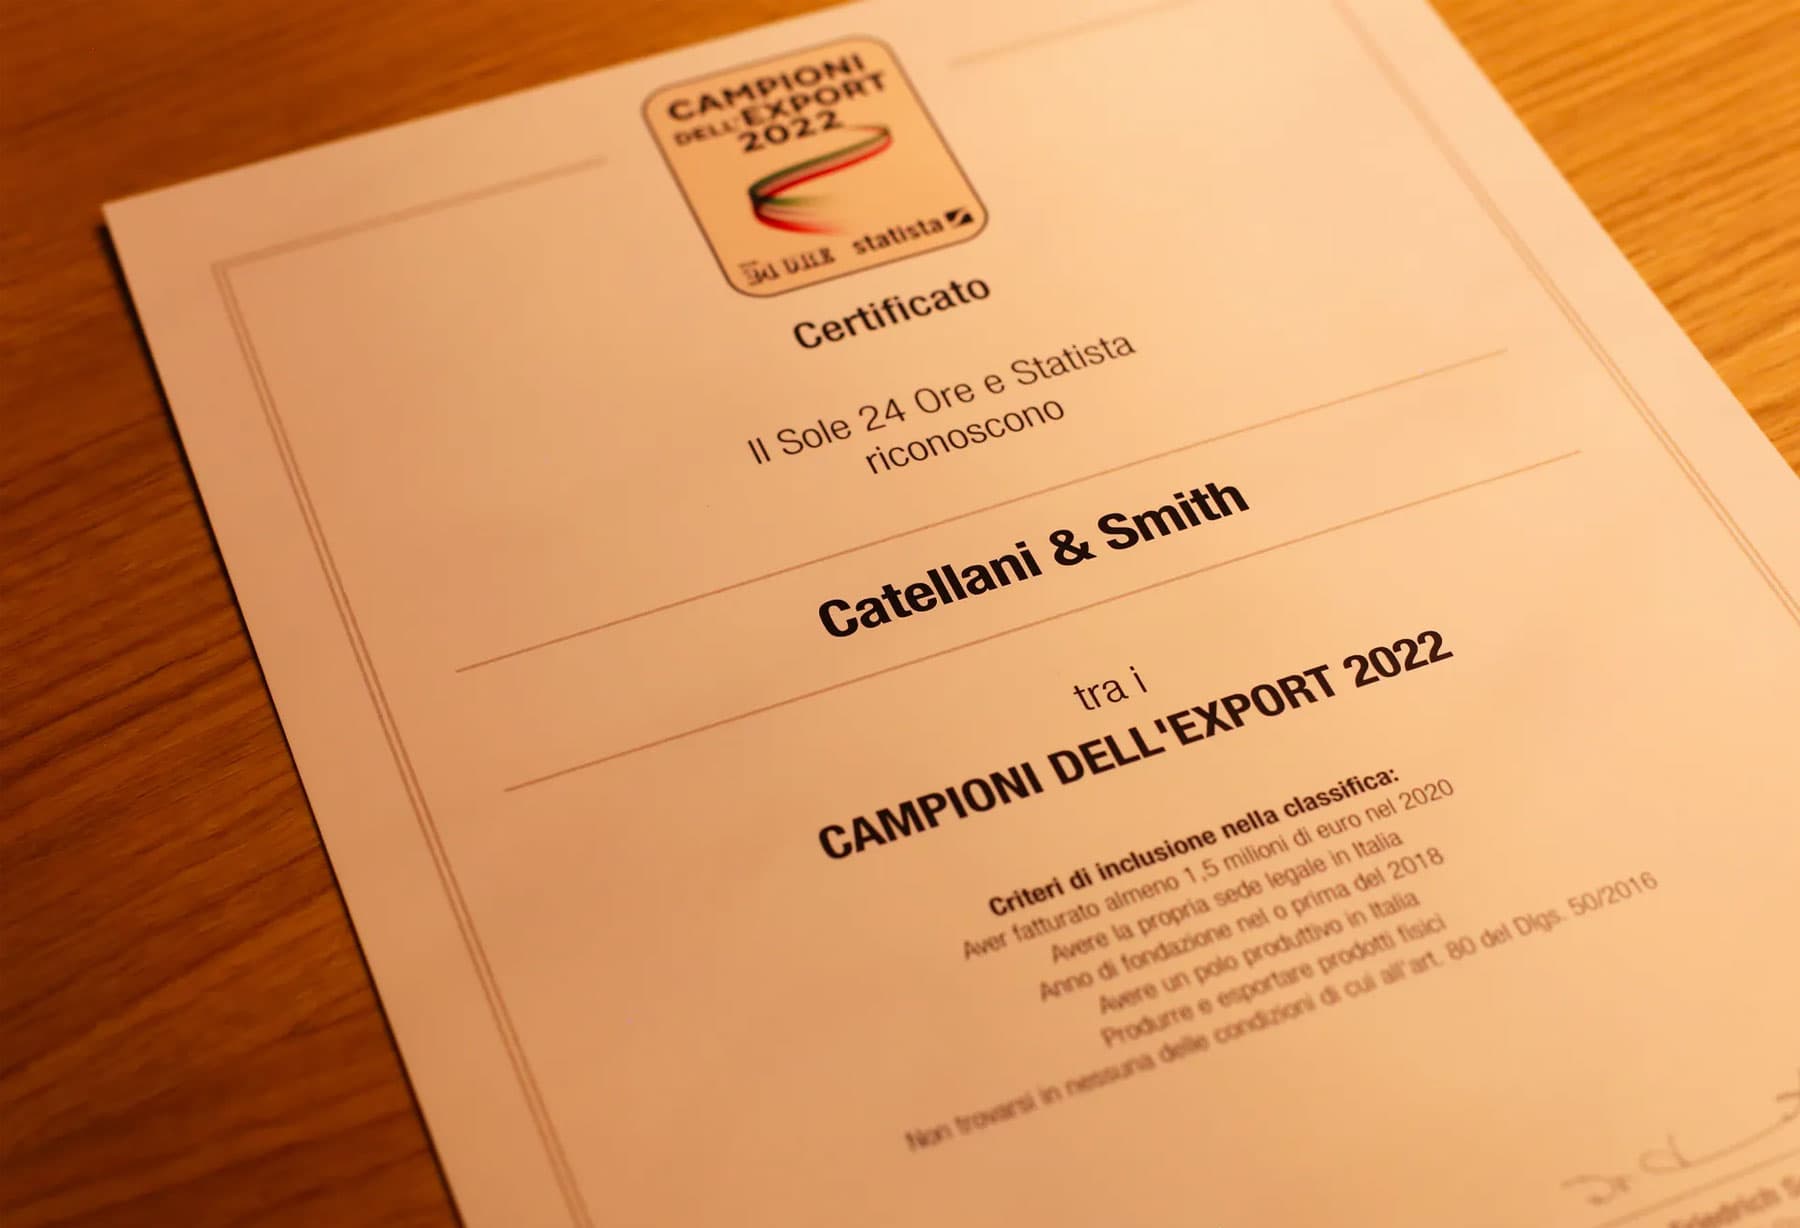 CAMPIONI
DELL'EXPORT
2022
statista
Certificato
Il Sole 24 Ore e Statista
riconoscono
Catellani & Smith
tra i
CAMPIONI DELL'EXPORT 2022
Criteri di inclusione nella classifica:
Aver fatturato almeno 1,5 milioni di euro nel 2020
Avere la propria sede legale in Italia
Anno di fondazione nel o prima del 2018
Avere un polo produttivo in Italia
Produrre e esportare prodotti fisici
Non trovarsi in nessuna delle condizioni di cui all'art. 80 del Dlgs. 50/2016